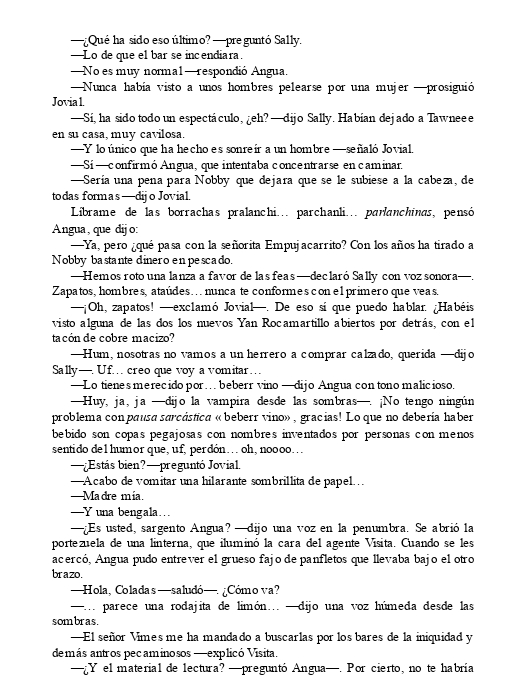 —¿Qué ha sido eso último? —preguntó Sally.
—Lo de que el bar se incendiara.
—No es muy normal —respondió Angua.
—Nunca había visto a unos hombres pelearse por una mujer —prosiguió
Jovial.
—Sí, ha sido todo un espectáculo, ¿eh? —dijo Sally. Habían dejado a Tawneee
en su casa, muy cavilosa.
—Y lo único que ha hecho es sonreír a un hombre —señaló Jovial.
—Sí —confirmó Angua, que intentaba concentrarse en caminar.
—Sería una pena para Nobby que dejara que se le subiese a la cabeza, de
todas formas —dijo Jovial.
Líbrame de las borrachas pralanchi… parchanli… parlanchinas, pensó
Angua, que dijo:
—Ya, pero ¿qué pasa con la señorita Empujacarrito? Con los años ha tirado a
Nobby bastante dinero en pescado.
—Hemos roto una lanza a favor de las feas —declaró Sally con voz sonora—.
Zapatos, hombres, ataúdes… nunca te conformes con el primero que veas.
—¡Oh, zapatos! —exclamó Jovial—. De eso sí que puedo hablar. ¿Habéis
visto alguna de las dos los nuevos Yan Rocamartillo abiertos por detrás, con el
tacón de cobre macizo?
—Hum, nosotras no vamos a un herrero a comprar calzado, querida —dijo
Sally—. Uf… creo que voy a vomitar…
—Lo tienes merecido por… beberr vino —dijo Angua con tono malicioso.
—Huy, ja, ja —dijo la vampira desde las sombras—. ¡No tengo ningún
problema con pausa sarcástica «beberr vino», gracias! Lo que no debería haber
bebido son copas pegajosas con nombres inventados por personas con menos
sentido del humor que, uf, perdón… oh, noooo…
—¿Estás bien? —preguntó Jovial.
—Acabo de vomitar una hilarante sombrillita de papel…
—Madre mía.
—Y una bengala…
—¿Es usted, sargento Angua? —dijo una voz en la penumbra. Se abrió la
portezuela de una linterna, que iluminó la cara del agente Visita. Cuando se les
acercó, Angua pudo entrever el grueso fajo de panfletos que llevaba bajo el otro
brazo.
—Hola, Coladas —saludó—. ¿Cómo va?
—… parece una rodajita de limón… —dijo una voz húmeda desde las
sombras.
—El señor Vimes me ha mandado a buscarlas por los bares de la iniquidad y
demás antros pecaminosos —explicó Visita.
—¿Y el material de lectura? —preguntó Angua—. Por cierto, no te habría